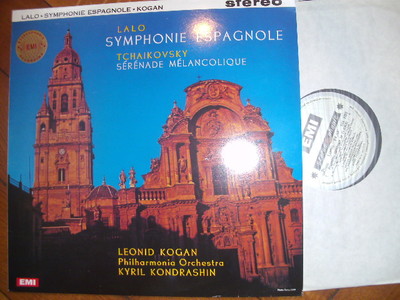 LALO • SYMPHONIE ESPAGNOLE • KOGAN
stereo
LALO
SYMPHONIE ESPAGNOLE
TCHAIKOVSKY
SÉRÉNADE MÉLANCOLIQUE
EMI
LEONID KOGAN
Philharmonia Orchestra
KYRIL KONDRASHIN
EMI
EMI